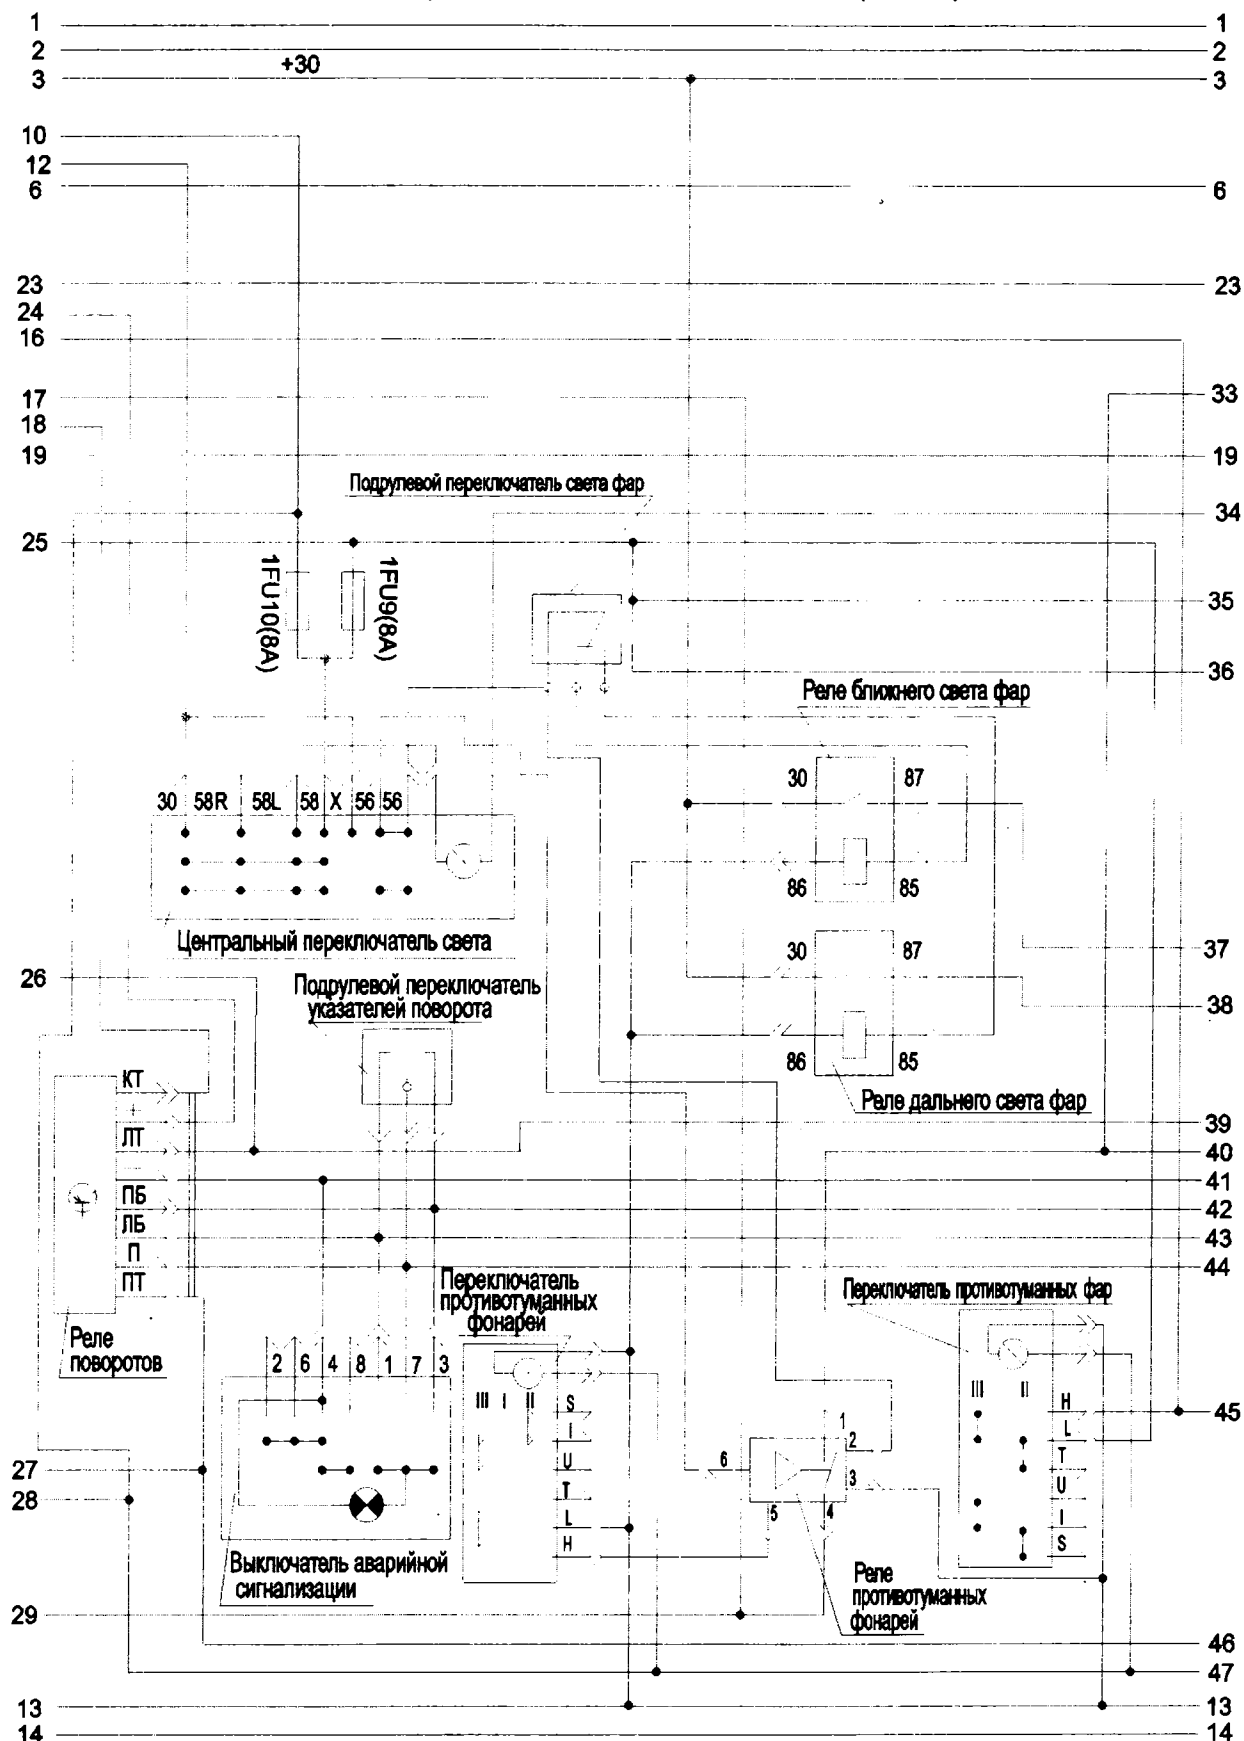 1 1
2 2
+30
3 3
10
12
6 6
23 23
24
16
17 33
18
19 19
Подрулевой переключатель света фар
34
25
1FU10(8A) 1FU9(8A)
35
36
Реле ближнего света фар
30 87
30 58R 58L 58 X 56 56
86 85
Центральный переключатель света
30 87
37
26
Подрулевой переключатель
указателей поворота
38
86 85
КТ
Реле дальнего света фар
+
39
ЛТ
40
41
ПБ
42
ЛБ
43
П
44
ПТ
Переключатель
противотуманных
фонарей
Переключатель противотуманных фар
Реле
поворотов
2 6 4 8 1 7 3
III I II
S
I
U
T
L
H
III II
H
L
T
U
I
S
45
1
2
6
3
5 4
27
28
Выключатель аварийной
сигнализации
Реле
противотуманных
фонарей
29
46
47
13 13
14 14